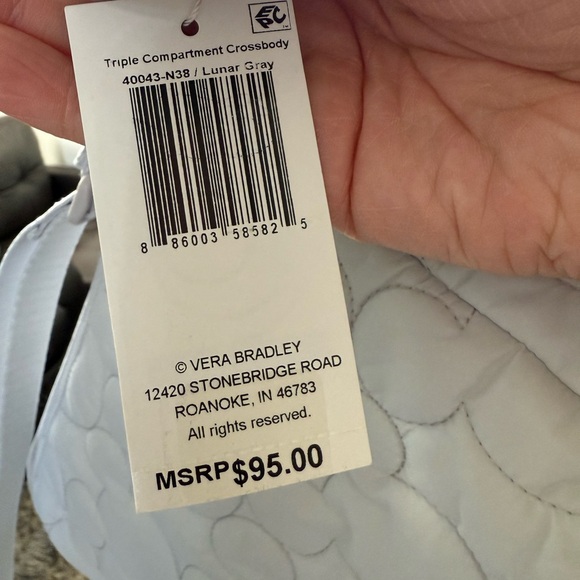 EPC
Triple Compartment Crossbody
40043-N38 / Lunar Gray
8 86003 58582 5
© VERA BRADLEY
12420 STONEBRIDGE ROAD
ROANOKE, IN 46783
All rights reserved.
MSRP$95.00